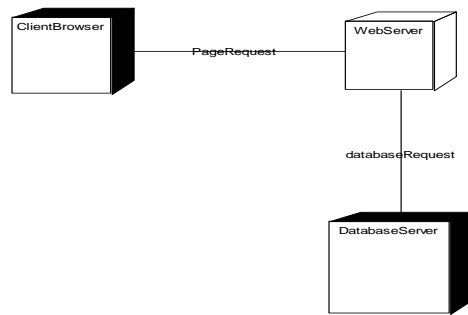 ClientBrowser
WebServer
PageRequest
databaseRequest
DatabaseServer